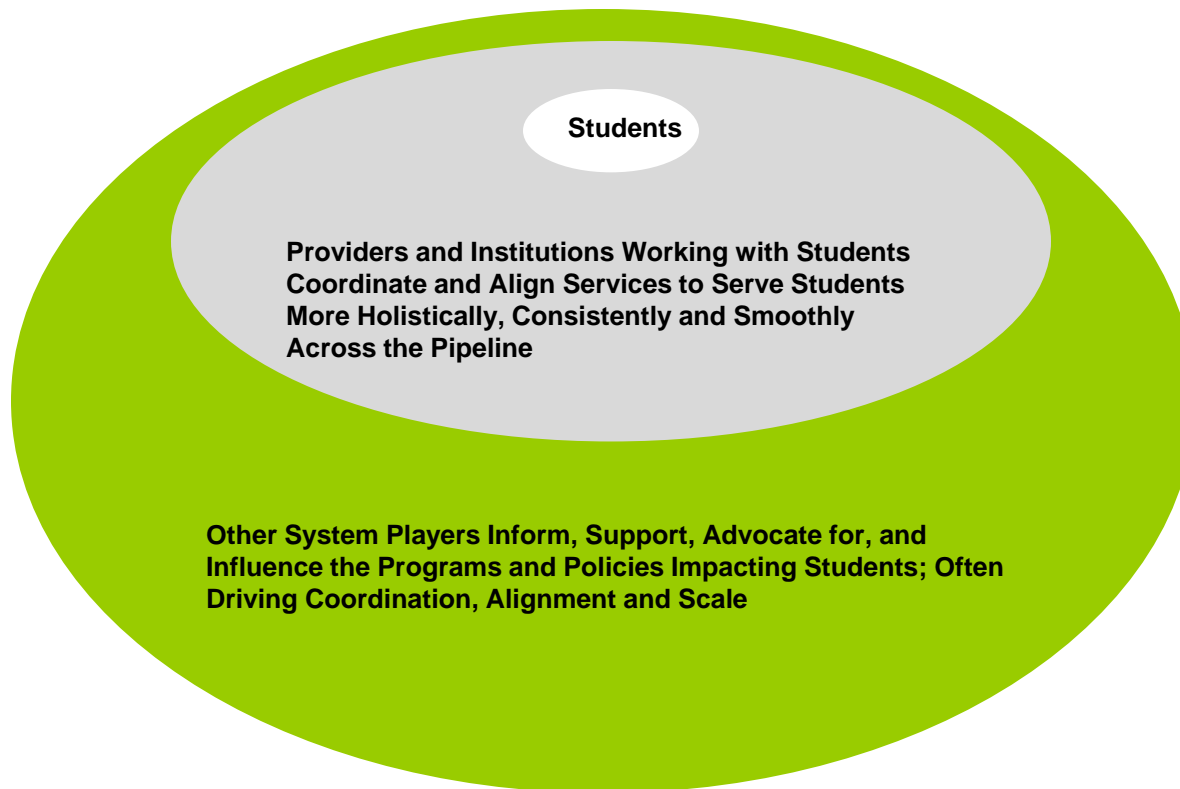 Students
Providers and Institutions Working with Students
Coordinate and Align Services to Serve Students
More Holistically, Consistently and Smoothly
Across the Pipeline
Other System Players Inform, Support, Advocate for, and
Influence the Programs and Policies Impacting Students; Often
Driving Coordination, Alignment and Scale